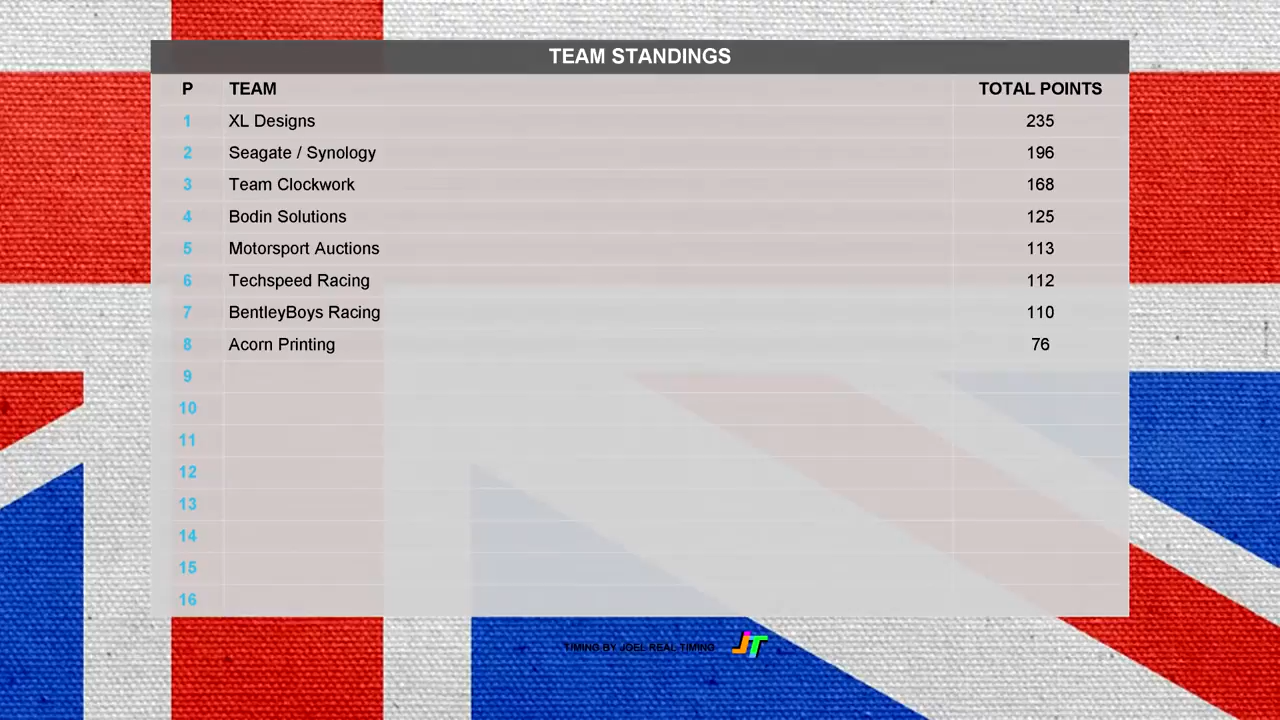 TEAM STANDINGS
P TEAM TOTAL POINTS
1 XL Designs 235
2 Seagate / Synology 196
3 Team Clockwork 168
4 Bodin Solutions 125
5 Motorsport Auctions 113
6 Techspeed Racing 112
7 BentleyBoys Racing 110
8 Acorn Printing 76
9
10
11
12
13
14
15
16
TIMING BY JOEL REAL TIMING JT